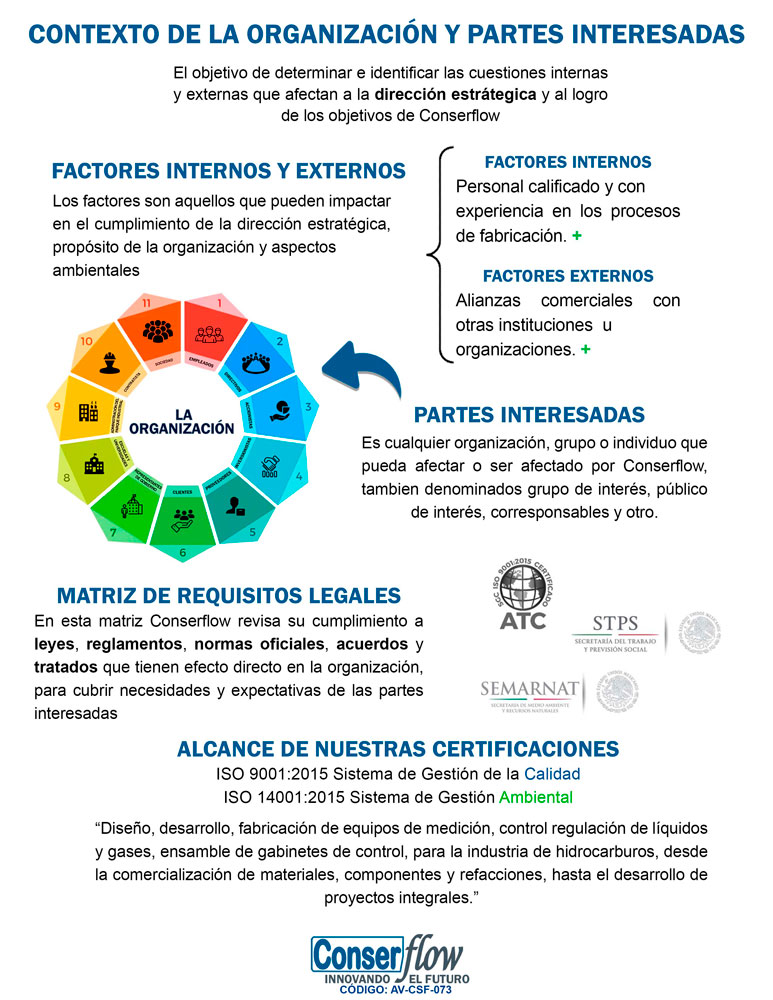 CONTEXTO DE LA ORGANIZACIÓN Y PARTES INTERESADAS
El objetivo de determinar e identificar las cuestiones internas
y externas que afectan a la dirección estrátegica y al logro
de los objetivos de Conserflow
FACTORES INTERNOS Y EXTERNOS
Los factores son aquellos que pueden impactar
en el cumplimiento de la dirección estratégica,
propósito de la organización y aspectos
ambientales
FACTORES INTERNOS
Personal calificado y con
experiencia en los procesos
de fabricación. +
FACTORES EXTERNOS
Alianzas comerciales con
otras instituciones u
organizaciones. +
1
EMPLEADOS
2
DIRECTIVOS
3
ACCIONISTAS
4
5
PROVEEDORES
6
CLIENTES
7
8
ESCUELAS Y
UNIVERSIDADES
9
10
CONTRATISTA
11
SOCIEDAD
LA
ORGANIZACIÓN
PARTES INTERESADAS
Es cualquier organización, grupo o individuo que
pueda afectar o ser afectado por Conserflow,
tambien denominados grupo de interés, público
de interés, corresponsables y otro.
MATRIZ DE REQUISITOS LEGALES
En esta matriz Conserflow revisa su cumplimiento a
leyes, reglamentos, normas oficiales, acuerdos y
tratados que tienen efecto directo en la organización,
para cubrir necesidades y expectativas de las partes
interesadas
SGC ISO 9001:2015 CERTIFICADO
ATC
STPS
SECRETARÍA DEL TRABAJO
Y PREVISIÓN SOCIAL
SEMARNAT
SECRETARÍA DE MEDIO AMBIENTE
Y RECURSOS NATURALES
ALCANCE DE NUESTRAS CERTIFICACIONES
ISO 9001:2015 Sistema de Gestión de la Calidad
ISO 14001:2015 Sistema de Gestión Ambiental
“Diseño, desarrollo, fabricación de equipos de medición, control regulación de líquidos
y gases, ensamble de gabinetes de control, para la industria de hidrocarburos, desde
la comercialización de materiales, componentes y refacciones, hasta el desarrollo de
proyectos integrales.”
Conserflow
INNOVANDO EL FUTURO
CÓDIGO: AV-CSF-073